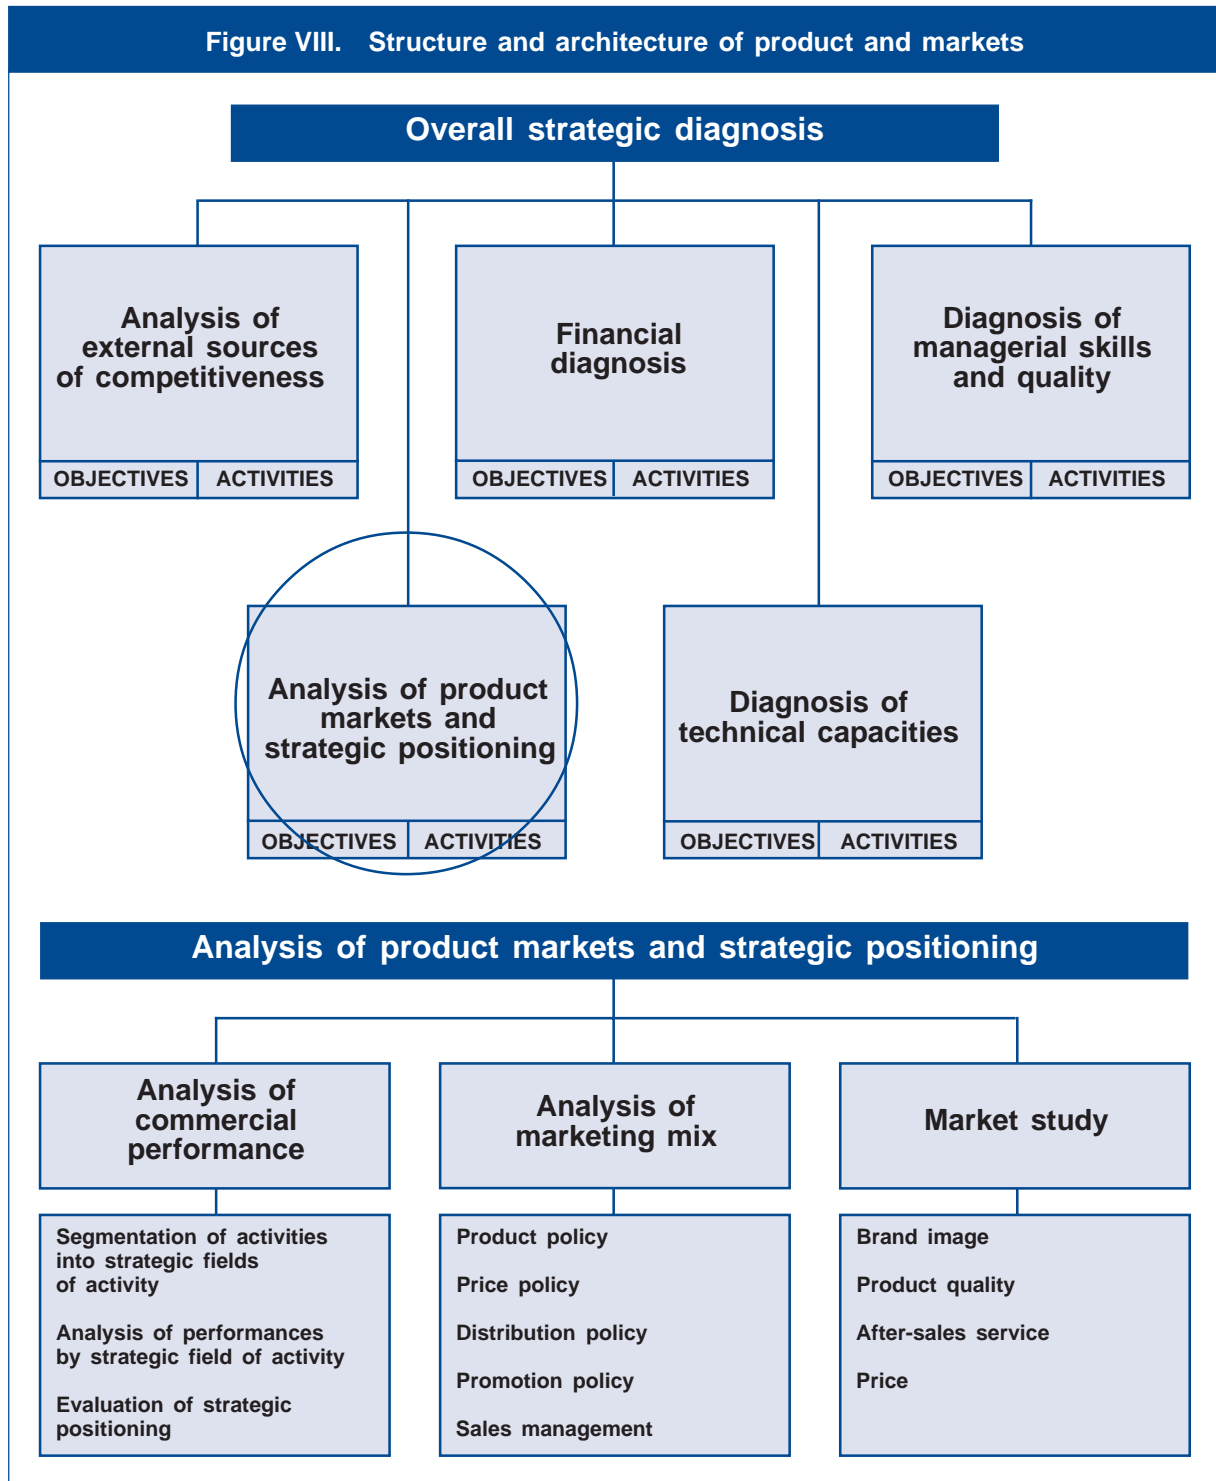 Figure VIII. Structure and architecture of product and markets
Overall strategic diagnosis
Analysis of
external sources
of competitiveness
OBJECTIVES ACTIVITIES
Financial
diagnosis
OBJECTIVES ACTIVITIES
Diagnosis of
managerial skills
and quality
OBJECTIVES ACTIVITIES
Analysis of product
markets and
strategic positioning
OBJECTIVES ACTIVITIES
Diagnosis of
technical capacities
OBJECTIVES ACTIVITIES
Analysis of product markets and strategic positioning
Analysis of
commercial
performance
Segmentation of activities
into strategic fields
of activity
Analysis of performances
by strategic field of activity
Evaluation of strategic
positioning
Analysis of
marketing mix
Product policy
Price policy
Distribution policy
Promotion policy
Sales management
Market study
Brand image
Product quality
After-sales service
Price